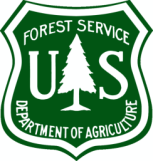 FOREST SERVICE
U S
DEPARTMENT OF AGRICULTURE